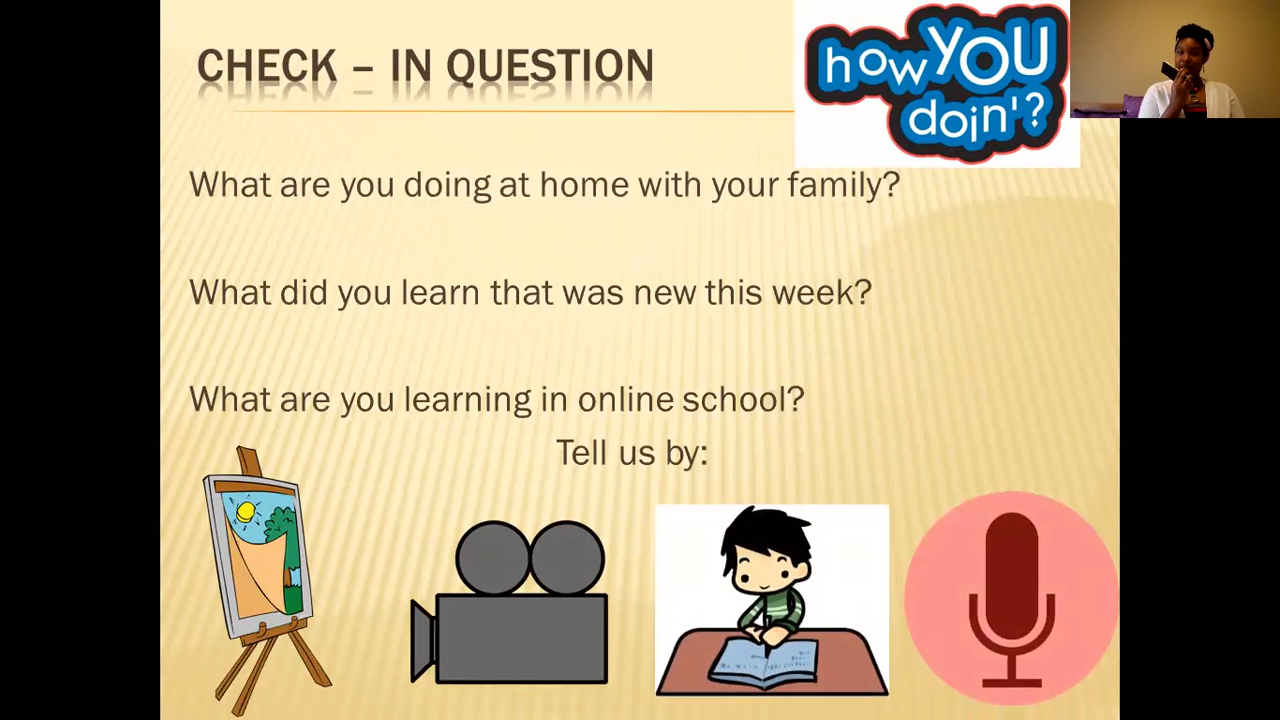 CHECK – IN QUESTION
how YOU
doin'?
What are you doing at home with your family?
What did you learn that was new this week?
What are you learning in online school?
Tell us by: